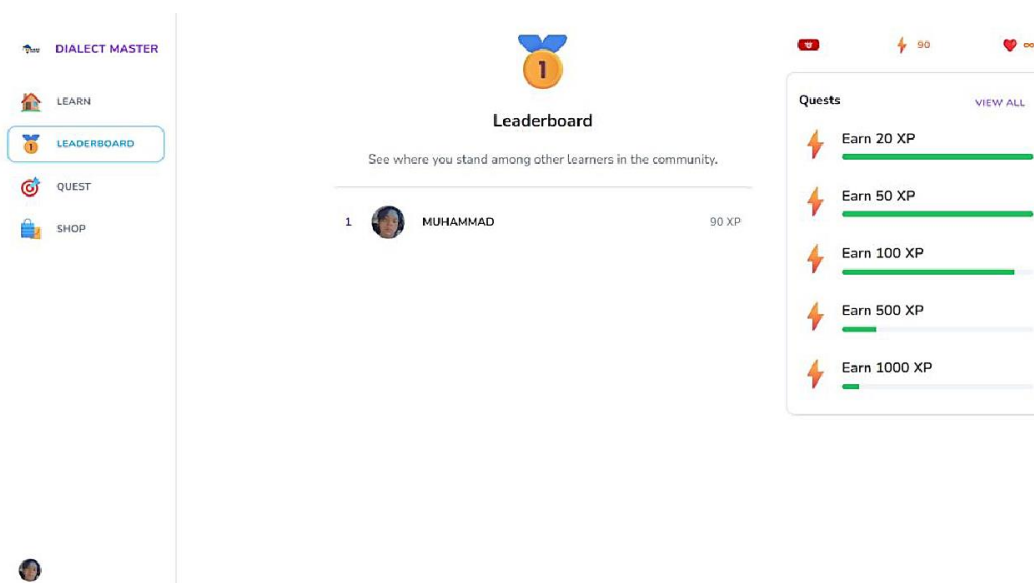 DIALECT MASTER
LEARN
LEADERBOARD
QUEST
SHOP
1
Leaderboard
See where you stand among other learners in the community.
1 MUHAMMAD 90 XP
90 ∞
Quests VIEW ALL
Earn 20 XP
Earn 50 XP
Earn 100 XP
Earn 500 XP
Earn 1000 XP